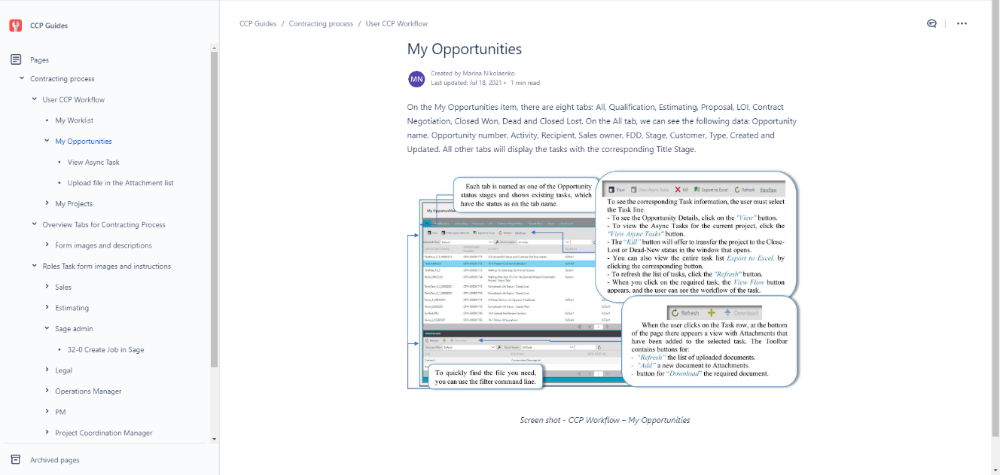 CCP Guides
Pages
Contracting process
User CCP Workflow
My Worklist
My Opportunities
View Async Task
Upload file in the Attachment list
My Projects
Overview Tabs for Contracting Process
Form images and descriptions
Roles Task form images and instructions
Sales
Estimating
Sage admin
32-0 Create Job in Sage
Legal
Operations Manager
PM
Project Coordination Manager
Archived pages
CCP Guides / Contracting process / User CCP Workflow
My Opportunities
MN
Created by Marina Nikolaenko
Last updated: Jul 18, 2021 • 1 min read
On the My Opportunities item, there are eight tabs: All, Qualification, Estimating, Proposal, LOI, Contract
Negotiation, Closed Won, Dead and Closed Lost. On the All tab, we can see the following data: Opportunity
name, Opportunity number, Activity, Recipient, Sales owner, FDD, Stage, Customer, Type, Created and
Updated. All other tabs will display the tasks with the corresponding Title Stage.
Each tab is named as one of the Opportunity
status stages and shows existing tasks, which
have the status as on the tab name.
My Opportunities
View View Async Tasks Kill Export to Excel Refresh ViewFlow
To see the corresponding Task information, the user must select
the Task line.
- To see the Opportunity Details, click on the "View" button.
- To view the Async Tasks for the current project, click the
"View Async Tasks" button.
- The "Kill" button will offer to transfer the project to the Close-
Lost or Dead-New status in the window that opens.
- You can also view the entire task list Export to Excel, by
clicking the corresponding button.
- To refresh the list of tasks, click the "Refresh" button.
- When you click on the required task, the View Flow button
appears, and the user can see the workflow of the task.
Refresh Download
When the user clicks on the Task row, at the bottom
of the page there appears a view with Attachments that
have been added to the selected task. The Toolbar
contains buttons for:
- "Refresh" the list of uploaded documents.
- "Add" a new document to Attachments.
- button for "Download" the required document.
Attachments
To quickly find the file you need,
you can use the filter command line.
Screen shot - CCP Workflow – My Opportunities